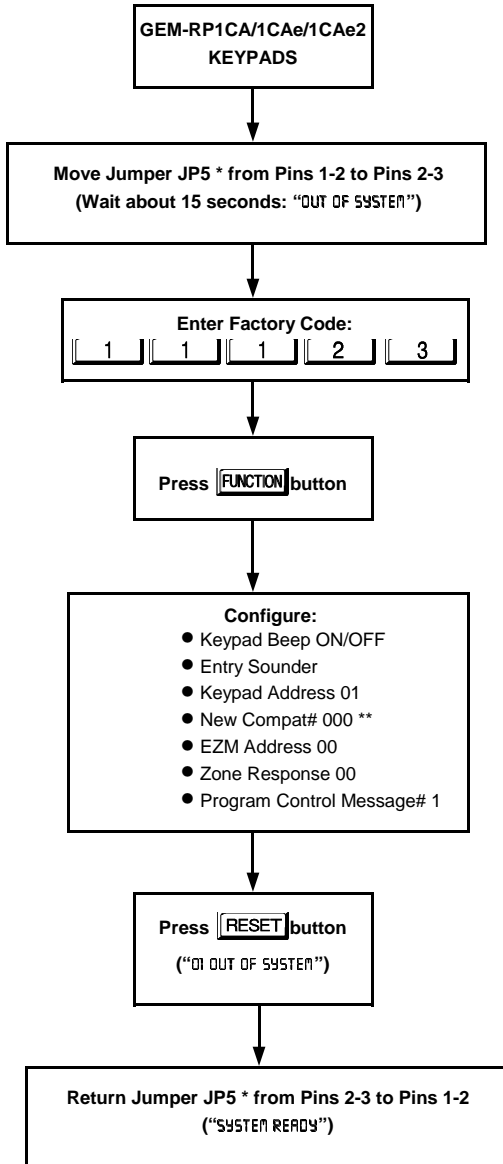 GEM-RP1CA/1CAe/1CAe2
KEYPADS
Move Jumper JP5 * from Pins 1-2 to Pins 2-3
(Wait about 15 seconds: “OUT OF SYSTEM”)
Enter Factory Code:
1 1 1 2 3
Press FUNCTION button
Configure:
● Keypad Beep ON/OFF
● Entry Sounder
● Keypad Address 01
● New Compat# 000 **
● EZM Address 00
● Zone Response 00
● Program Control Message# 1
Press RESET button
(“01 OUT OF SYSTEM”)
Return Jumper JP5 * from Pins 2-3 to Pins 1-2
(“SYSTEM READY”)